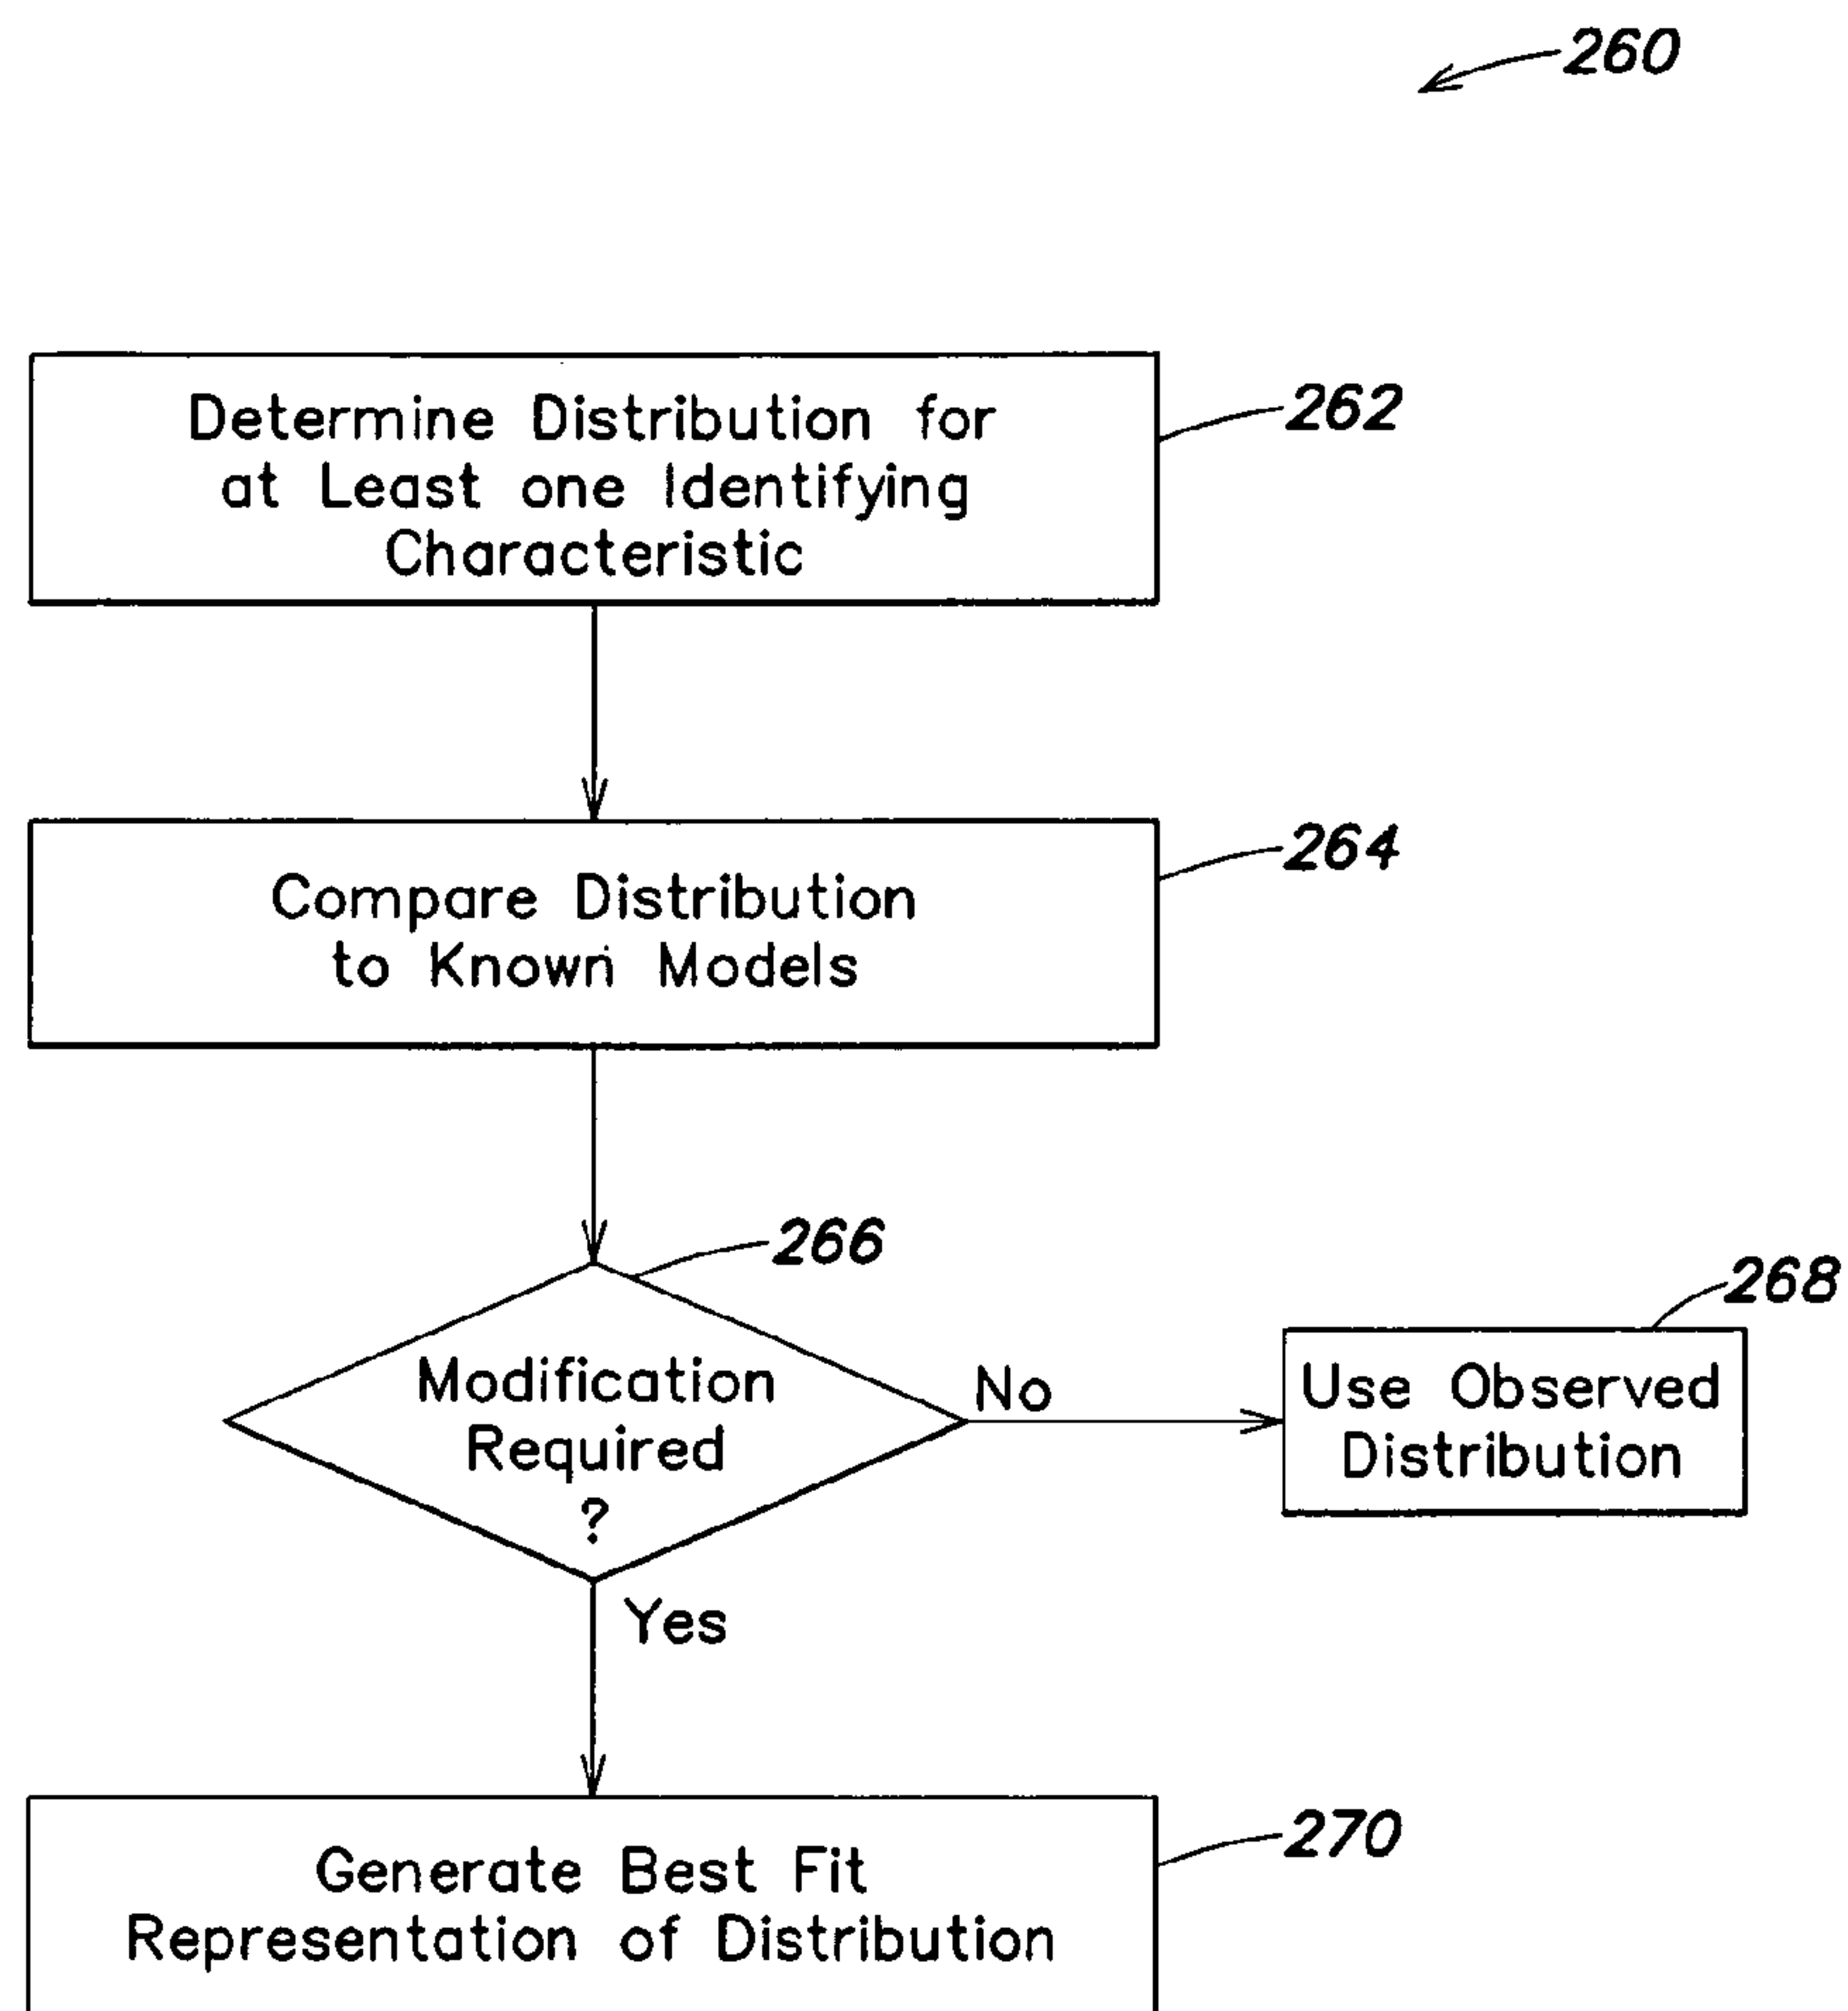 260
Determine Distribution for
at Least one Identifying
Characteristic
262
Compare Distribution
to Known Models
264
266
Modification
Required
?
No
268
Use Observed
Distribution
Yes
Generate Best Fit
Representation of Distribution
270